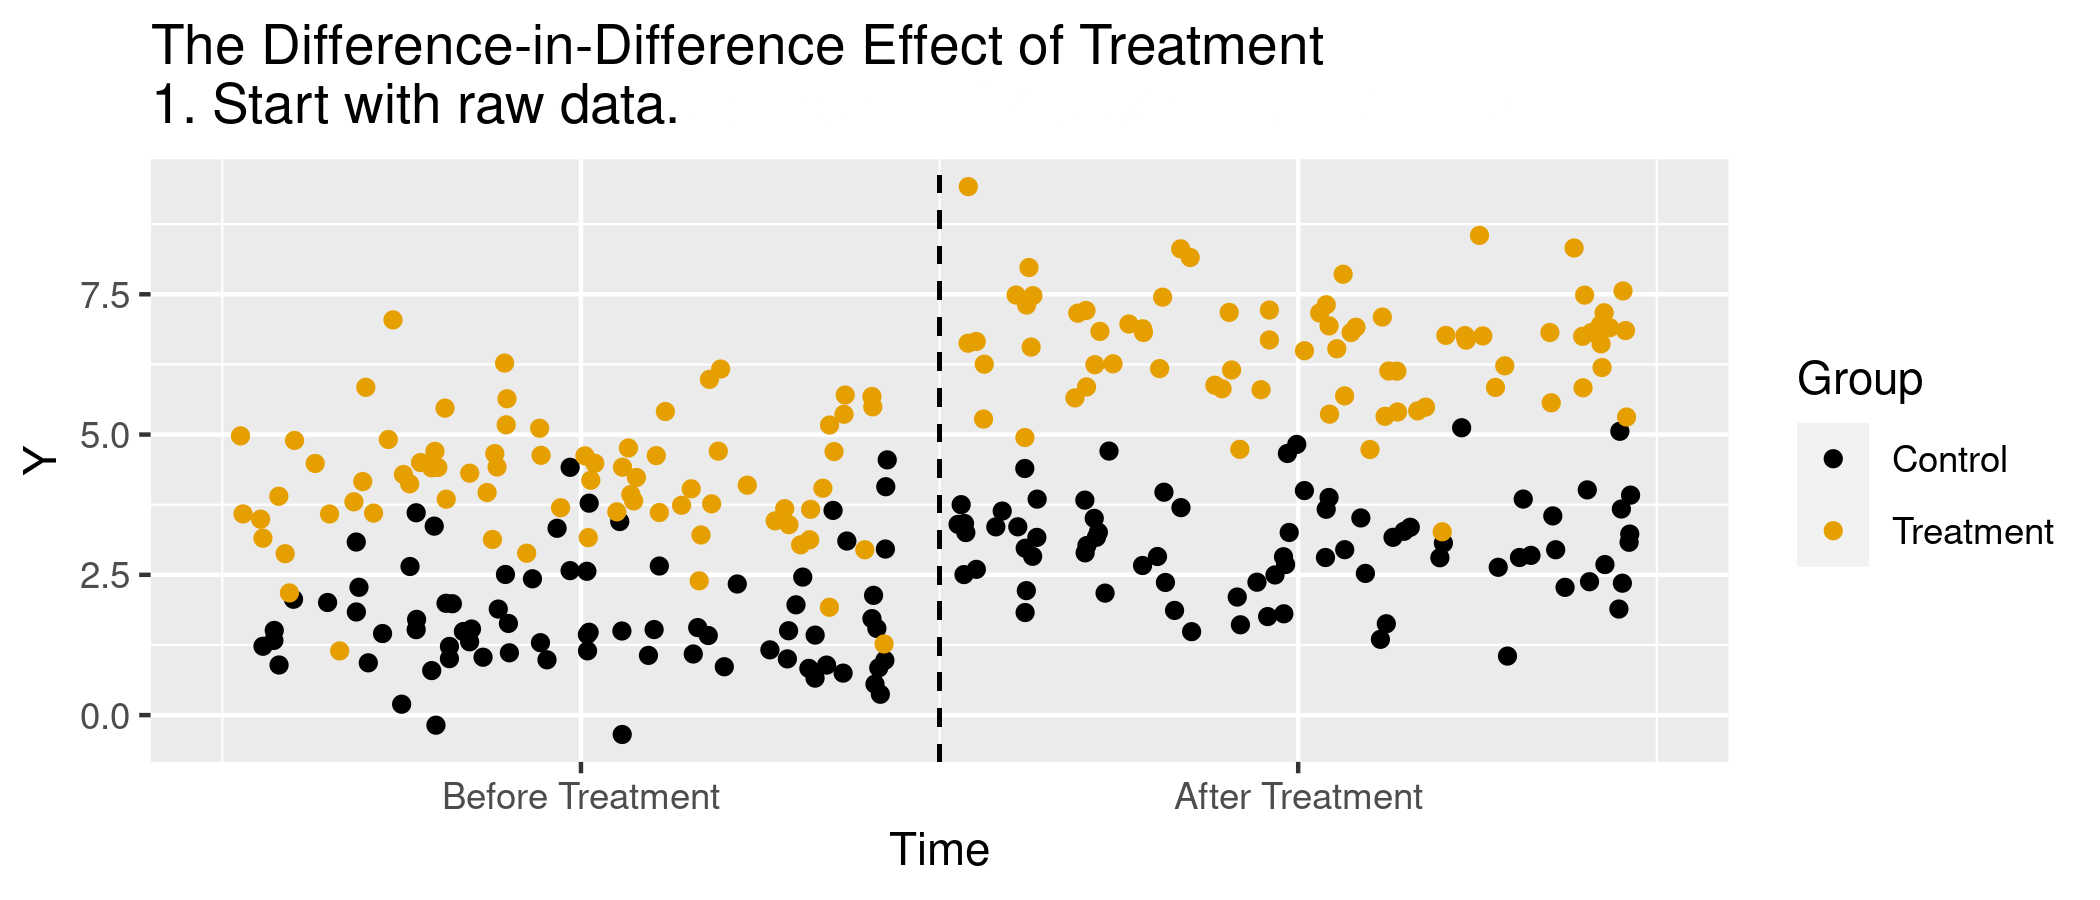 The Difference-in-Difference Effect of Treatment
1. Start with raw data.
Y
7.5
5.0
2.5
0.0
Before Treatment
After Treatment
Time
Group
Control
Treatment